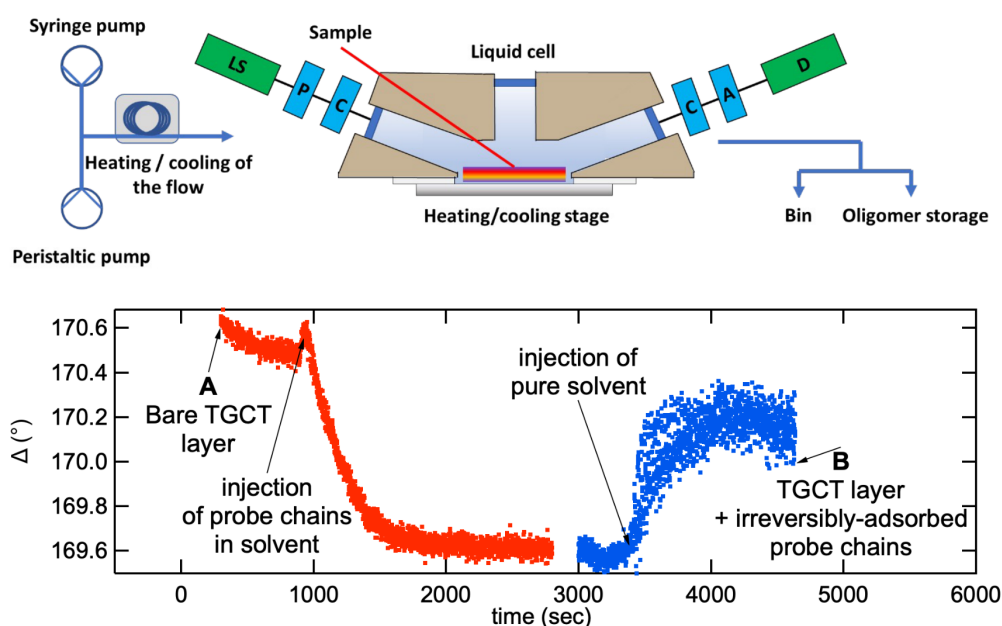 Syringe pump
Heating / cooling of
the flow
Peristaltic pump
LS
P
C
Sample
Liquid cell
C
A
D
Heating/cooling stage
Bin
Oligomer storage
Δ (°)
170.6
170.4
170.2
170.0
169.8
169.6
A
Bare TGCT
layer
injection
of probe chains
in solvent
injection of
pure solvent
B
TGCT layer
+ irreversibly-adsorbed
probe chains
0
1000
2000
3000
4000
5000
6000
time (sec)